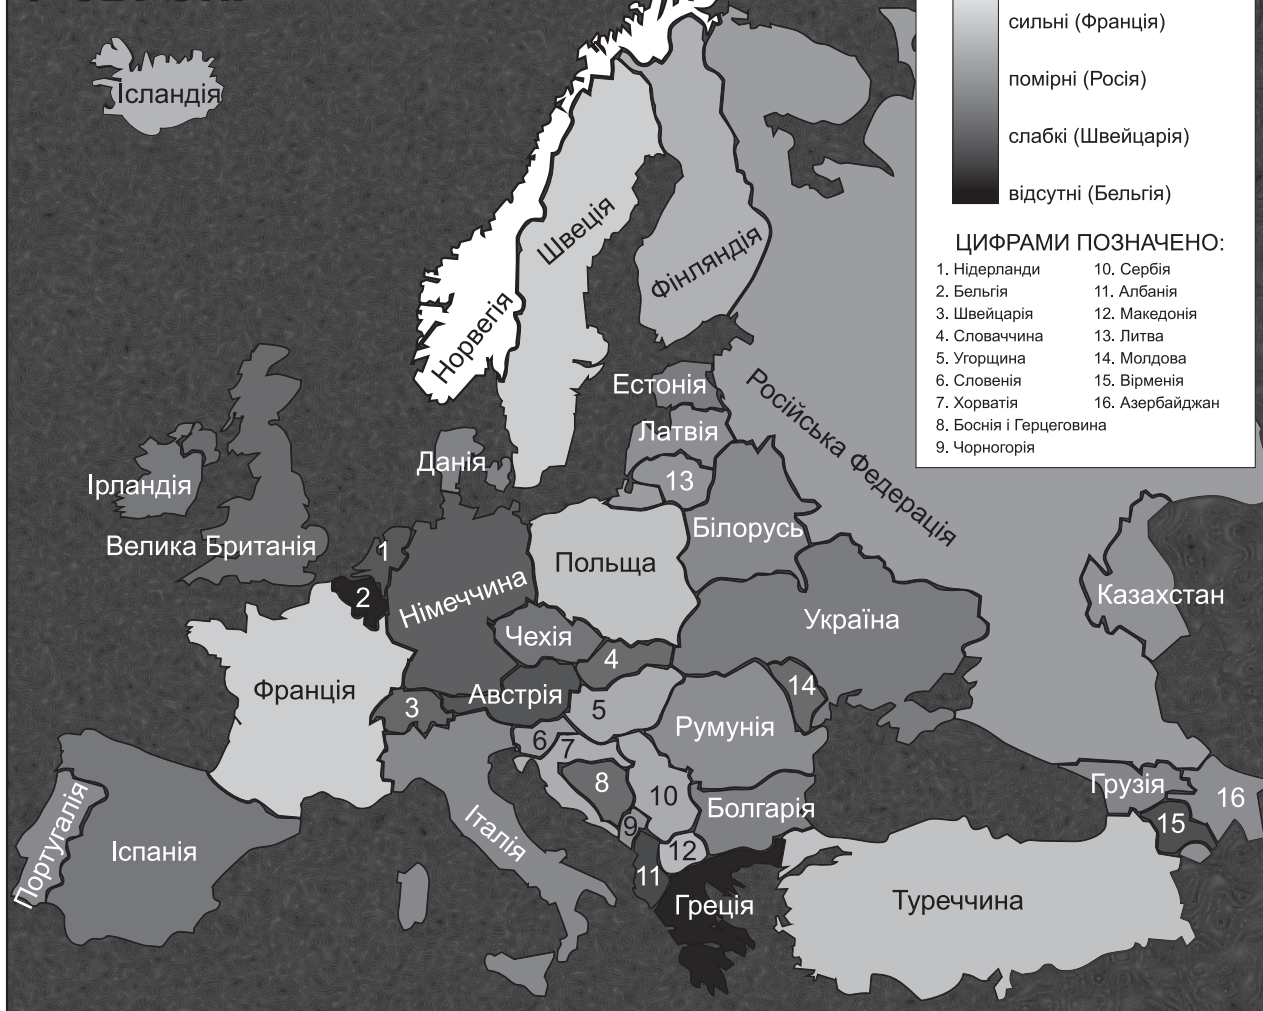 сильні (Франція)
помірні (Росія)
слабкі (Швейцарія)
відсутні (Бельгія)
ЦИФРАМИ ПОЗНАЧЕНО:
1. Нідерланди
2. Бельгія
3. Швейцарія
4. Словаччина
5. Угорщина
6. Словенія
7. Хорватія
8. Боснія і Герцеговина
9. Чорногорія
10. Сербія
11. Албанія
12. Македонія
13. Литва
14. Молдова
15. Вірменія
16. Азербайджан
Ісландія
Швеція
Фінляндія
Норвегія
Естонія
Латвія
Російська Федерація
Данія
13
Ірландія
Білорусь
Велика Британія
1
Польща
2
Німеччина
Казахстан
Україна
Чехія
4
Франція
Австрія
14
3
5
Румунія
6
7
8
10
Грузія
16
Болгарія
15
9
Португалія
Іспанія
Італія
12
11
Греція
Туреччина